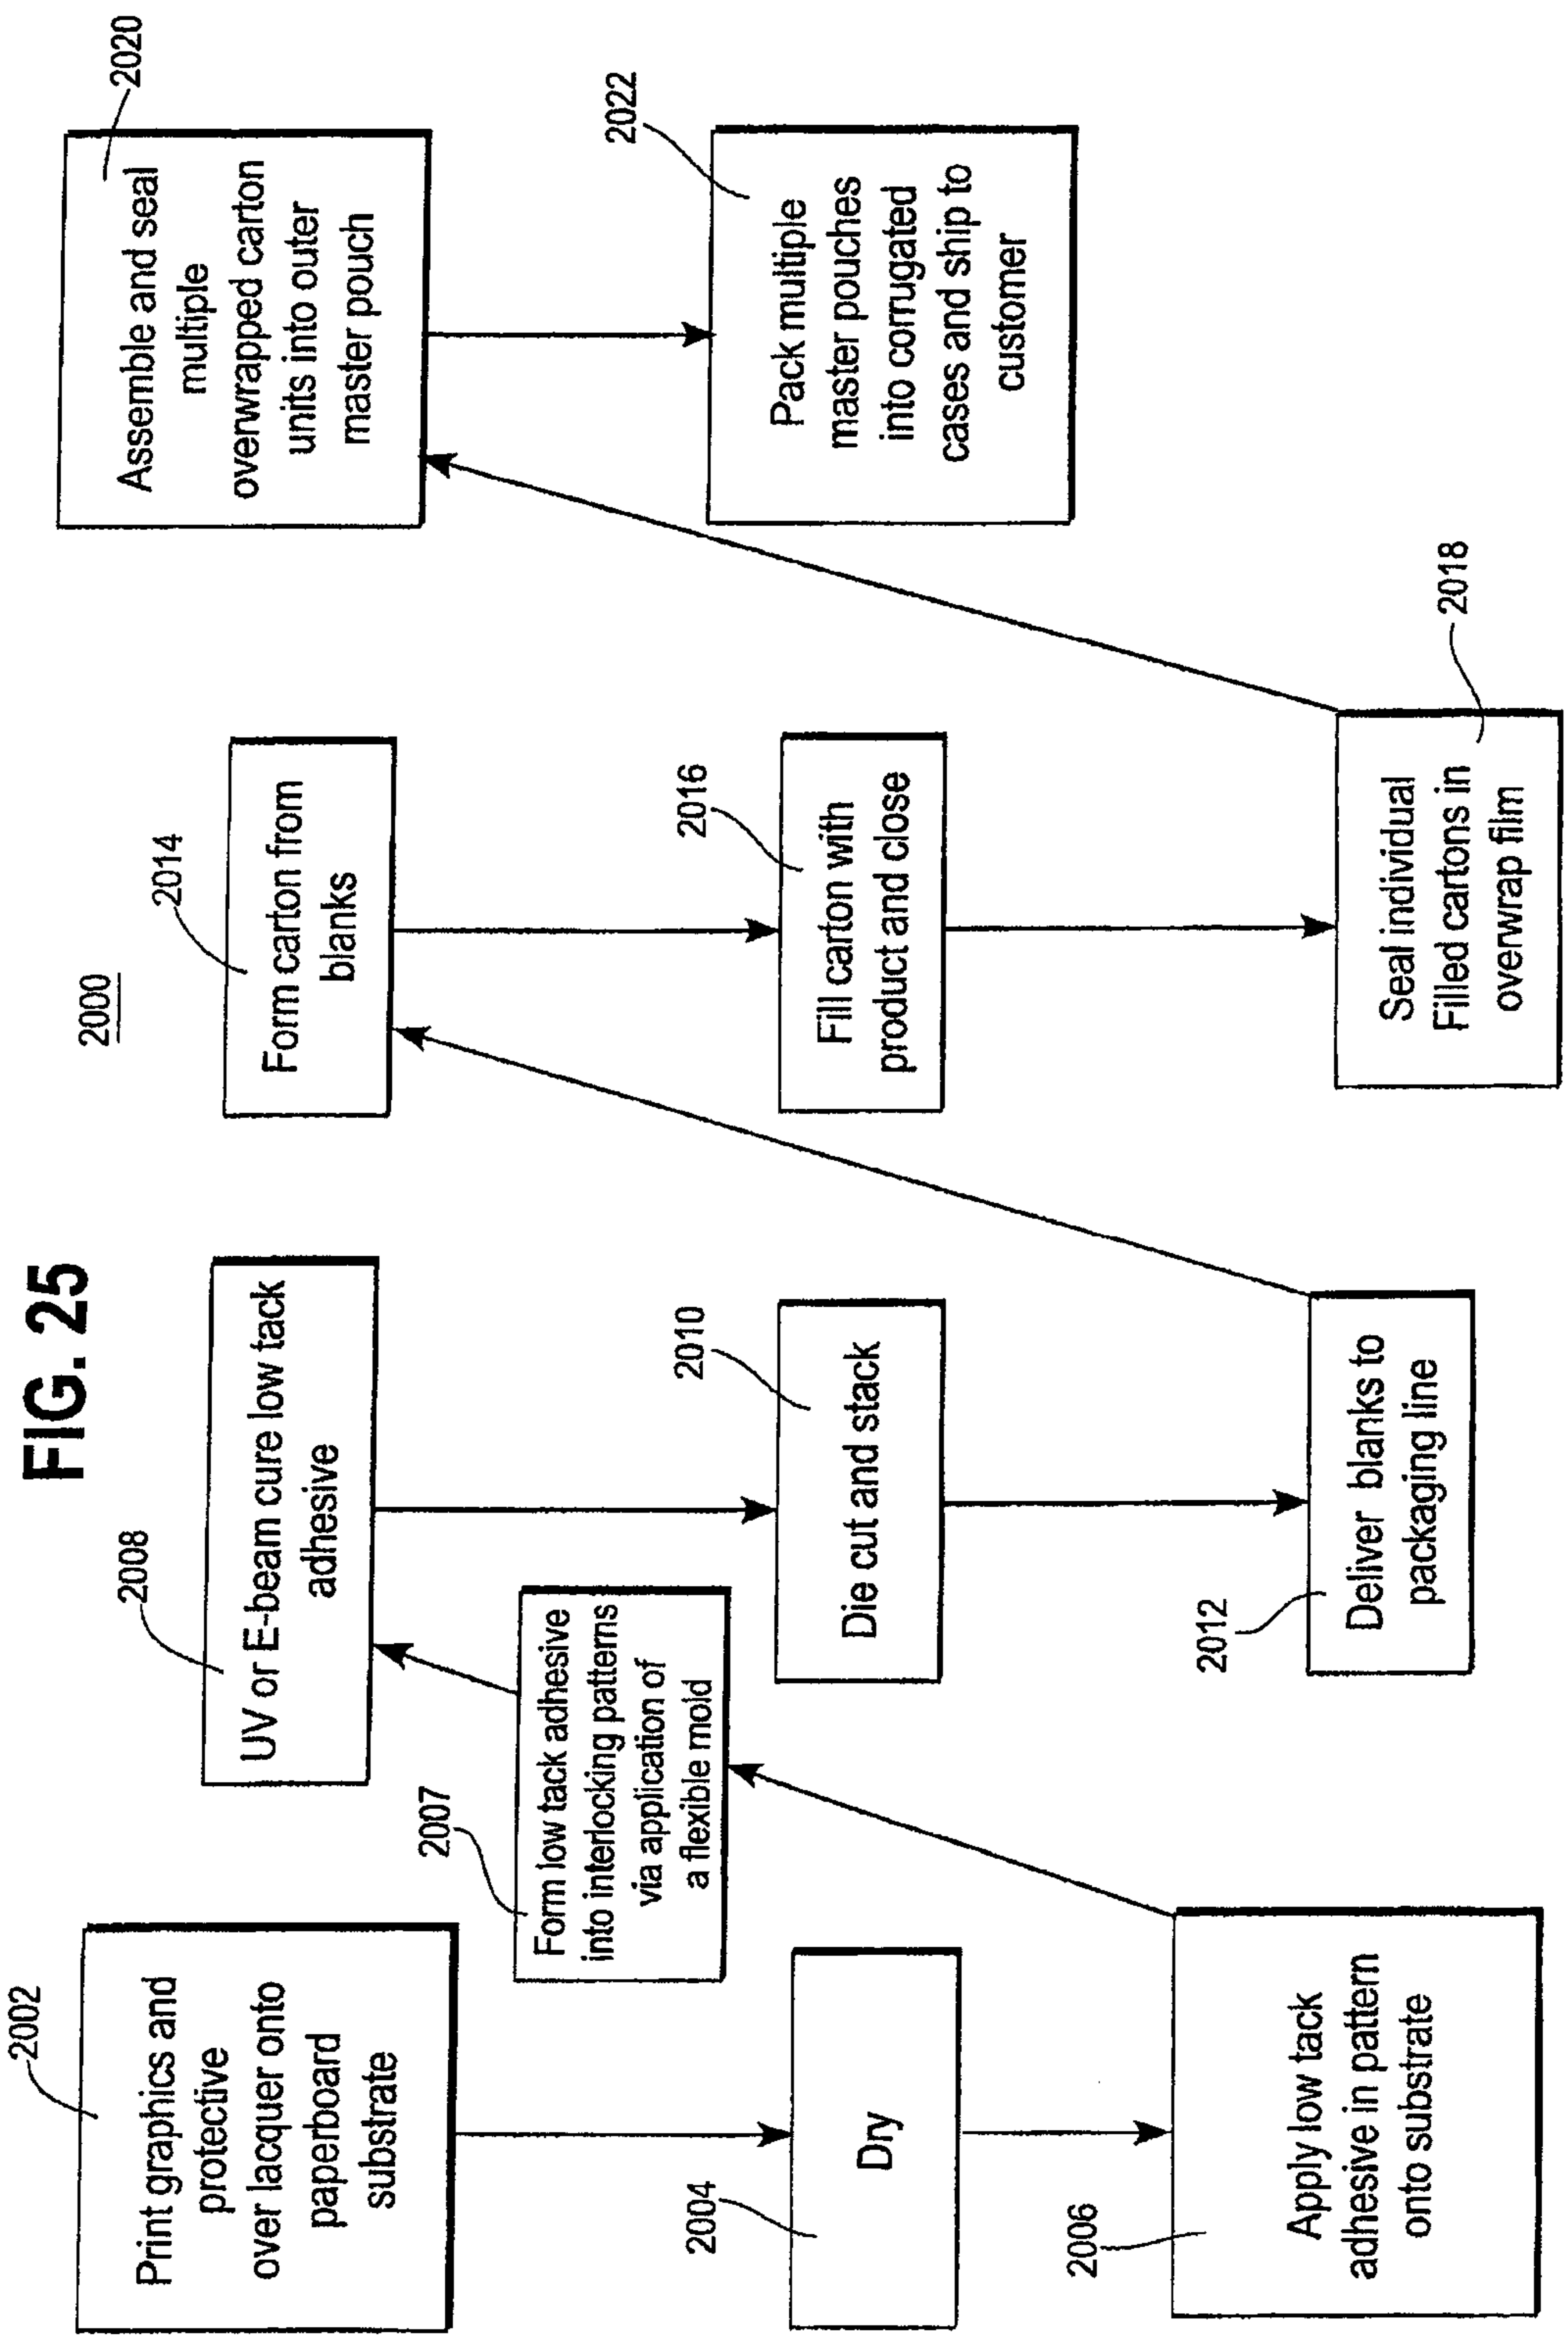 FIG. 25
2000
2002
Print graphics and
protective
over lacquer onto
paperboard
substrate
2004
Dry
2006
Apply low tack
adhesive in pattern
onto substrate
2007
Form low tack adhesive
into interlocking patterns
via application of
a flexible mold
2008
UV or E-beam cure low tack
adhesive
2010
Die cut and stack
2012
Deliver blanks to
packaging line
2014
Form carton from
blanks
2016
Fill carton with
product and close
2018
Seal individual
Filled cartons in
overwrap film
2020
Assemble and seal
multiple
overwrapped carton
units into outer
master pouch
2022
Pack multiple
master pouches
into corrugated
cases and ship to
customer